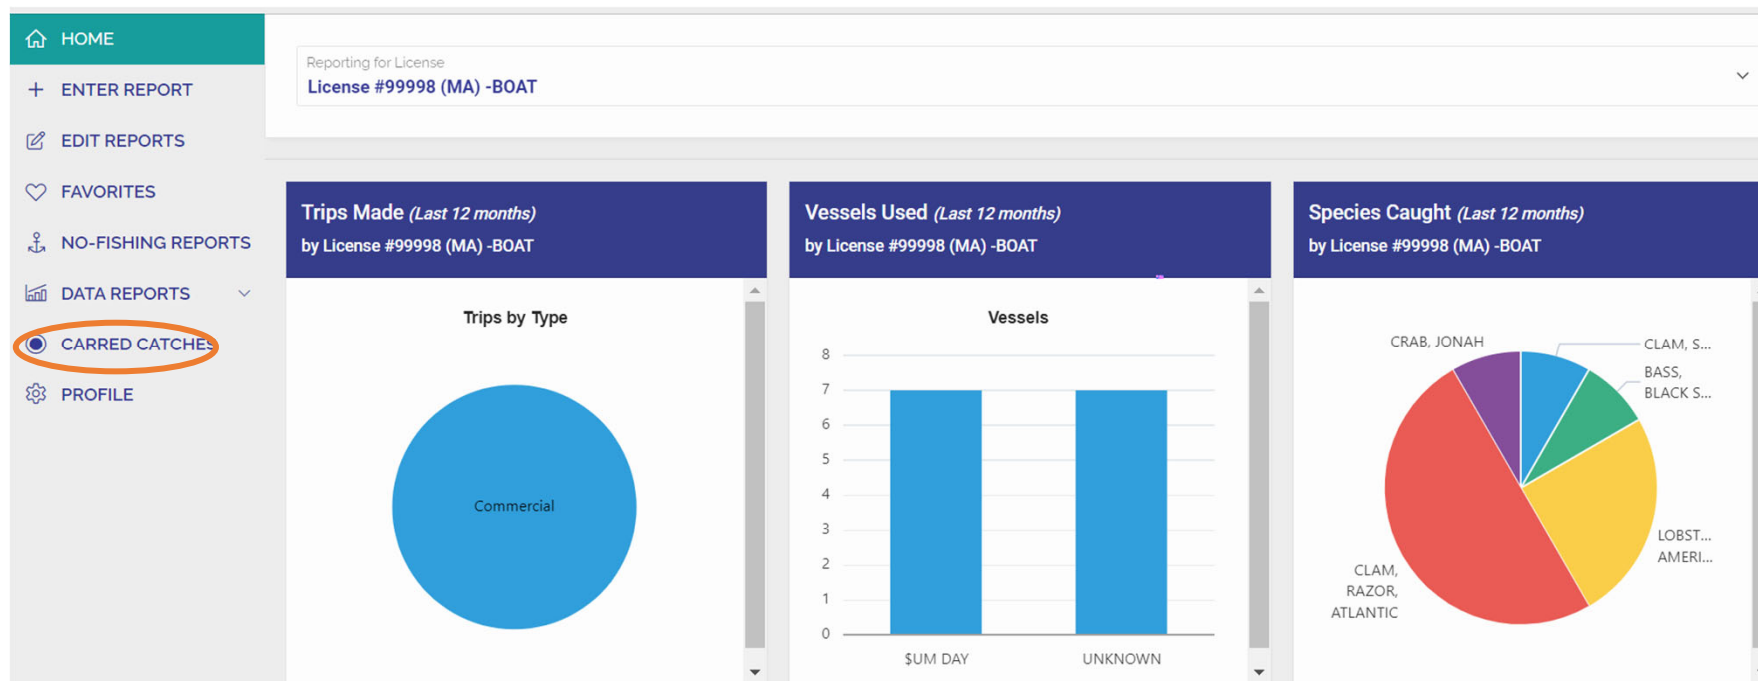 HOME
ENTER REPORT
EDIT REPORTS
FAVORITES
NO-FISHING REPORTS
DATA REPORTS
CARRED CATCHES
PROFILE
Reporting for License
License #99998 (MA) -BOAT
Trips Made (Last 12 months)
by License #99998 (MA) -BOAT
Trips by Type
Commercial
Vessels Used (Last 12 months)
by License #99998 (MA) -BOAT
Vessels
8
7
6
5
4
3
2
1
0
$UM DAY
UNKNOWN
Species Caught (Last 12 months)
by License #99998 (MA) -BOAT
CRAB, JONAH
CLAM, S...
BASS,
BLACK S...
LOBST...
AMERI...
CLAM,
RAZOR,
ATLANTIC